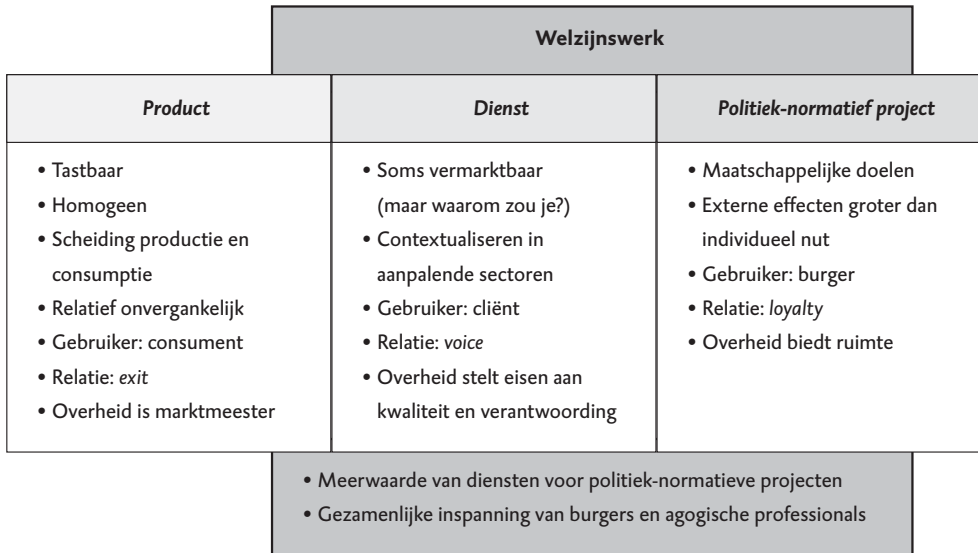 Welzijnswerk
Product
• Tastbaar
• Homogeen
• Scheiding productie en
consumptie
• Relatief onvergankelijk
• Gebruiker: consument
• Relatie: exit
• Overheid is marktmeester
Dienst
• Soms vermarktbaar
(maar waarom zou je?)
• Contextualiseren in
aanpalende sectoren
• Gebruiker: cliënt
• Relatie: voice
• Overheid stelt eisen aan
kwaliteit en verantwoording
Politiek-normatief project
• Maatschappelijke doelen
• Externe effecten groter dan
individueel nut
• Gebruiker: burger
• Relatie: loyalty
• Overheid biedt ruimte
• Meerwaarde van diensten voor politiek-normatieve projecten
• Gezamenlijke inspanning van burgers en agogische professionals